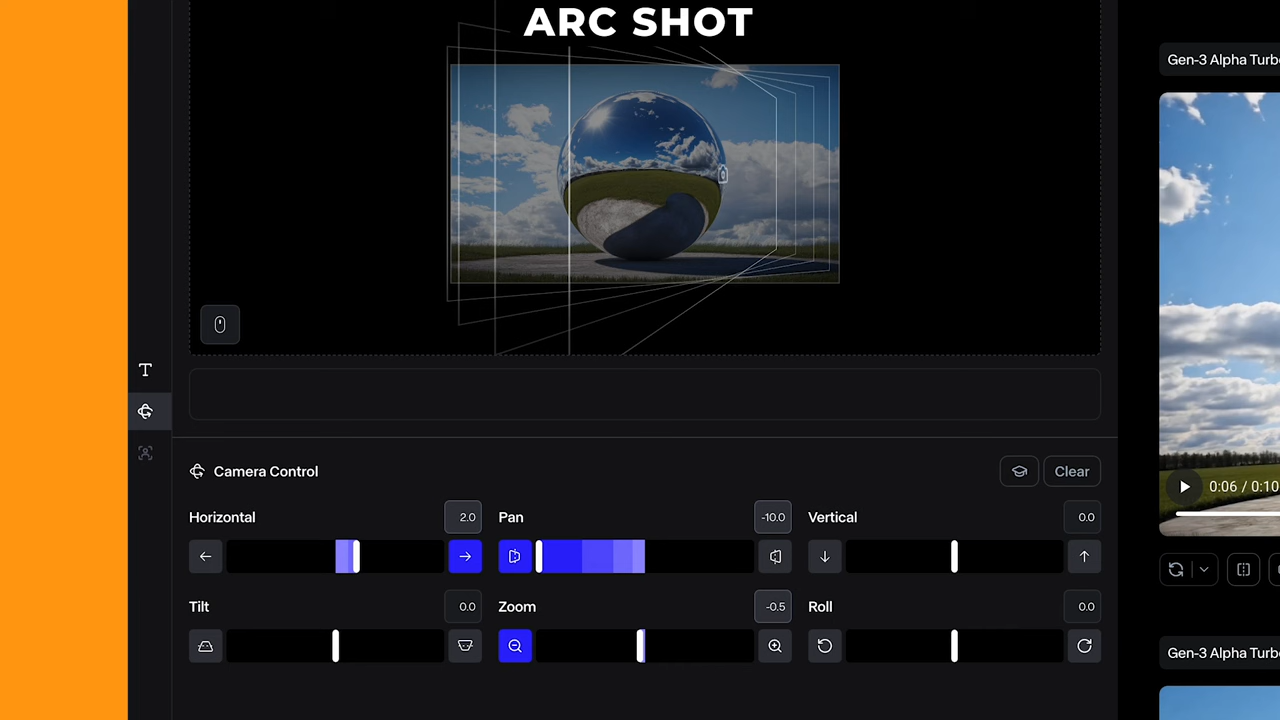 ARC SHOT
Gen-3 Alpha Turbo
T
0:06 / 0:10
Camera Control
Clear
Horizontal
2.0
Pan
-10.0
Vertical
0.0
Tilt
0.0
Zoom
-0.5
Roll
0.0
Gen-3 Alpha Turbo